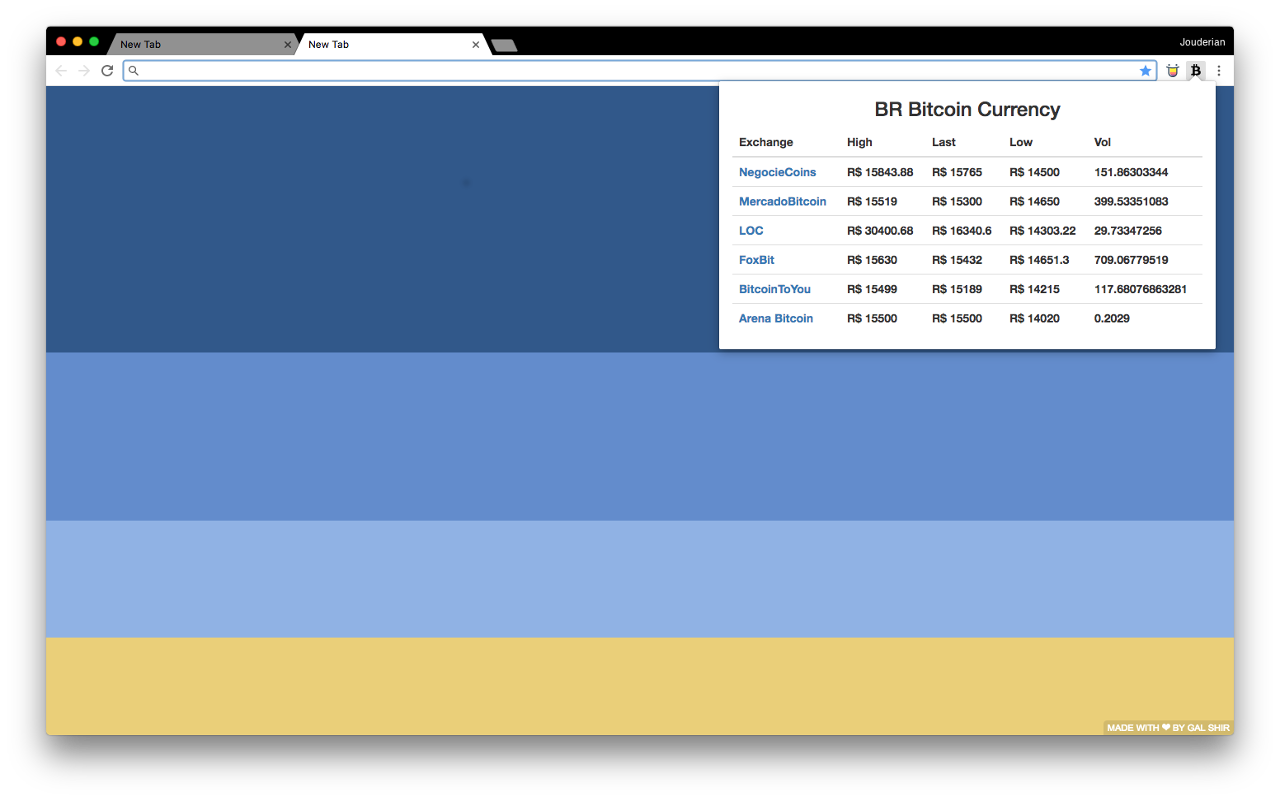 New Tab
New Tab
Jouderian
BR Bitcoin Currency
Exchange High Last Low Vol
NegocieCoins R$ 15843.88 R$ 15765 R$ 14500 151.86303344
MercadoBitcoin R$ 15519 R$ 15300 R$ 14650 399.53351083
LOC R$ 30400.68 R$ 16340.6 R$ 14303.22 29.73347256
FoxBit R$ 15630 R$ 15432 R$ 14651.3 709.06779519
BitcoinToYou R$ 15499 R$ 15189 R$ 14215 117.68076863281
Arena Bitcoin R$ 15500 R$ 15500 R$ 14020 0.2029
MADE WITH ❤ BY GAL SHIR